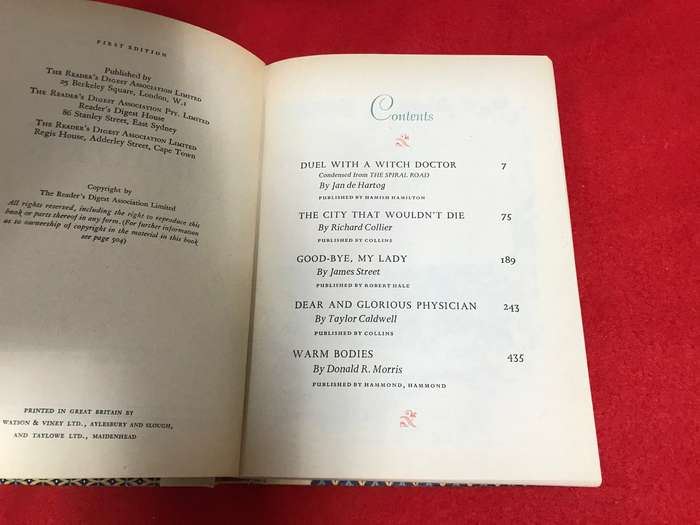 FIRST EDITION
Published by
THE READER'S DIGEST ASSOCIATION LIMITED
25 Berkeley Square, London, W.1
THE READER'S DIGEST ASSOCIATION PTY. LIMITED
Reader's Digest House
86 Stanley Street, East Sydney
THE READER'S DIGEST ASSOCIATION LIMITED
Regis House, Adderley Street, Cape Town
Copyright by
The Reader's Digest Association Limited
All rights reserved, including the right to reproduce this
book or parts thereof in any form. (For further information
as to ownership of copyright in the material in this book
see page 504)
PRINTED IN GREAT BRITAIN BY
WATSON & VINEY LTD., AYLESBURY AND SLOUGH,
AND TAYLOWE LTD., MAIDENHEAD
Contents
DUEL WITH A WITCH DOCTOR 7
Condensed from THE SPIRAL ROAD
By Jan de Hartog
PUBLISHED BY HAMISH HAMILTON
THE CITY THAT WOULDN'T DIE 75
By Richard Collier
PUBLISHED BY COLLINS
GOOD-BYE, MY LADY 189
By James Street
PUBLISHED BY ROBERT HALE
DEAR AND GLORIOUS PHYSICIAN 243
By Taylor Caldwell
PUBLISHED BY COLLINS
WARM BODIES 435
By Donald R. Morris
PUBLISHED BY HAMMOND, HAMMOND